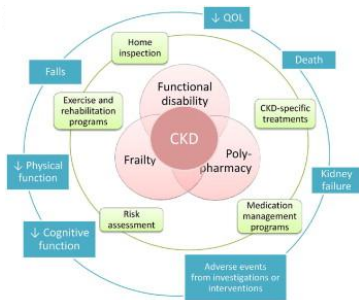 ↓ QOL
Home
inspection
Death
Falls
Functional
disability
Exercise and
rehabilitation
programs
CKD-specific
treatments
CKD
Frailty
Poly-
pharmacy
↓ Physical
function
Kidney
failure
Risk
assessment
Medication
management
programs
↓ Cognitive
function
Adverse events
from investigations or
interventions